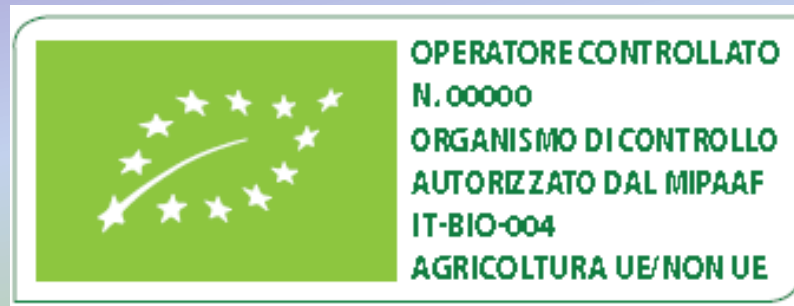 OPERATORE CONTROLLATO
N. 00000
ORGANISMO DI CONTROLLO
AUTORIZZATO DAL MIPAAF
IT-BIO-004
AGRICOLTURA UE/NON UE